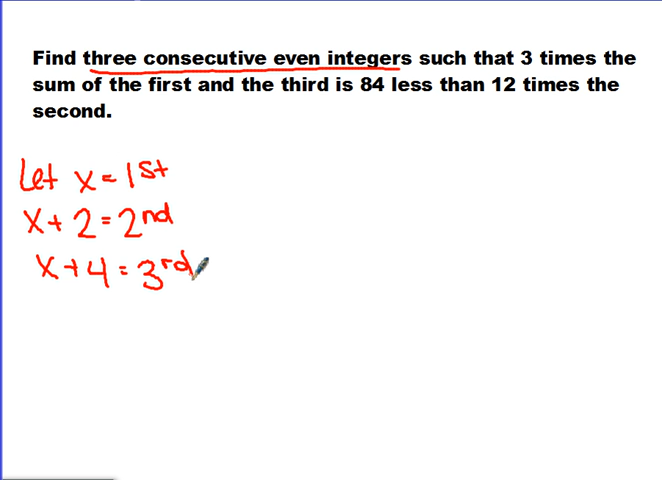 Find three consecutive even integers such that 3 times the
sum of the first and the third is 84 less than 12 times the
second.
Let x = 1st
x + 2 = 2nd
x + 4 = 3rd